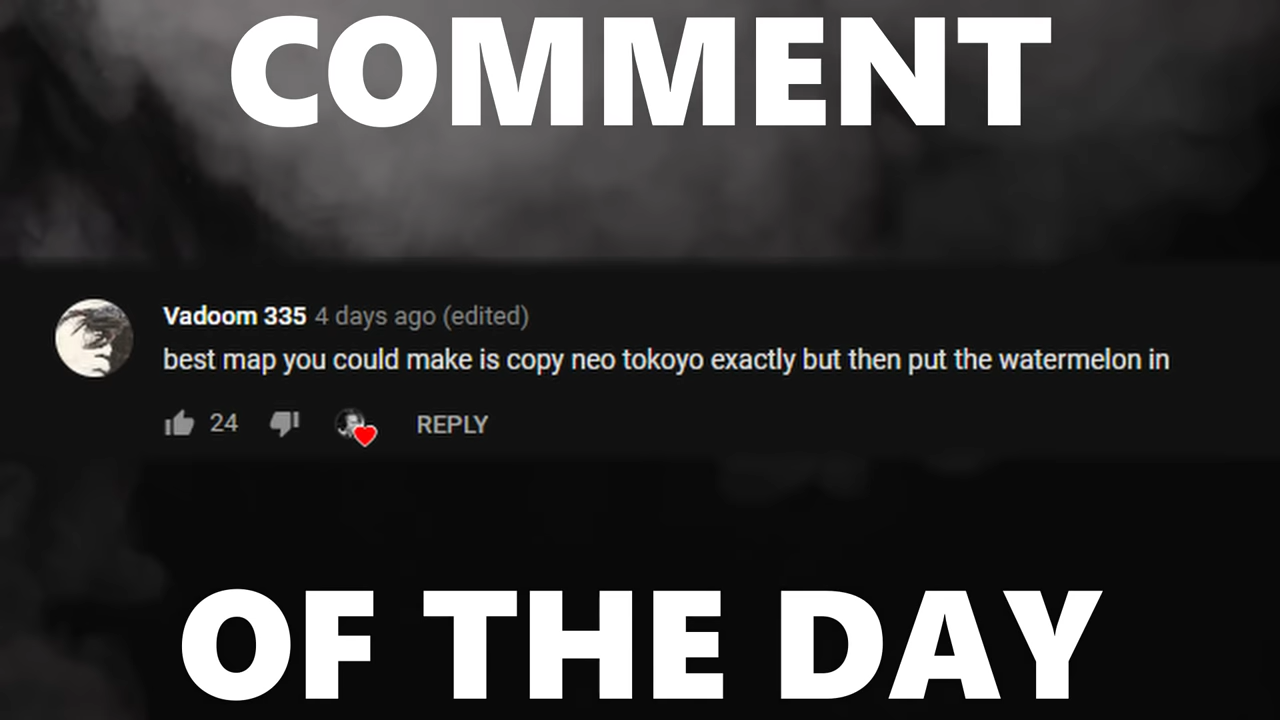 COMMENT
Vadoom 335 4 days ago (edited)
best map you could make is copy neo tokoyo exactly but then put the watermelon in
24 REPLY
OF THE DAY